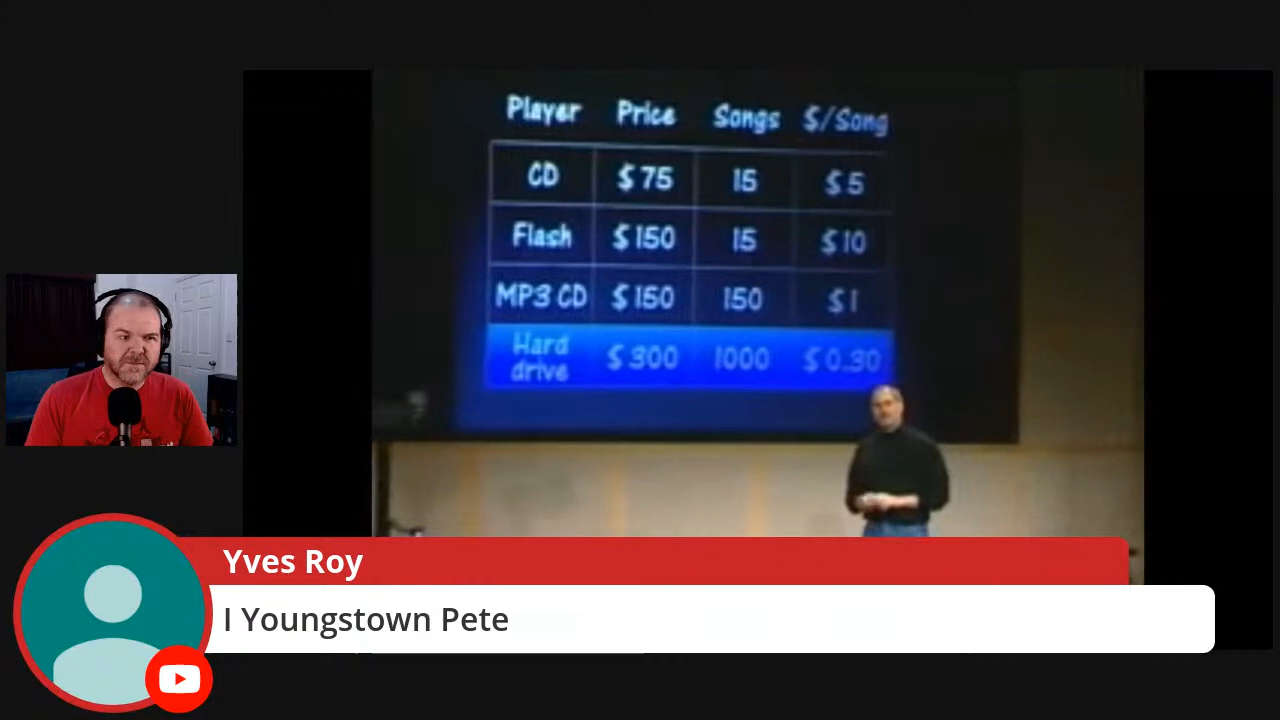 Player Price Songs $/Song
CD $75 15 $5
Flash $150 15 $10
MP3 CD $150 150 $1
Hard drive $300 1000 $0.30
Yves Roy
I Youngstown Pete